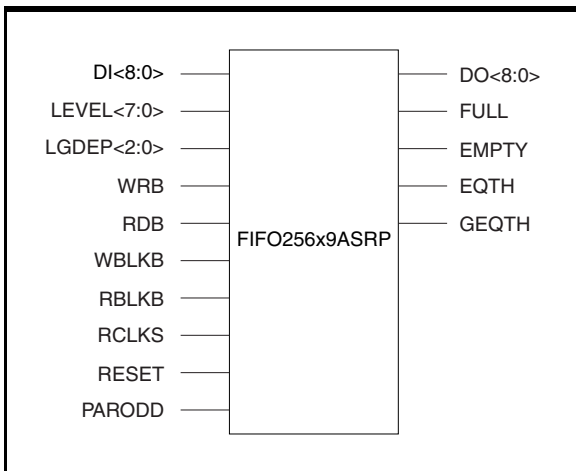 DI<8:0>
LEVEL<7:0>
LGDEP<2:0>
WRB
RDB
WBLKB
RBLKB
RCLKS
RESET
PARODD
FIFO256x9ASRP
DO<8:0>
FULL
EMPTY
EQTH
GEQTH